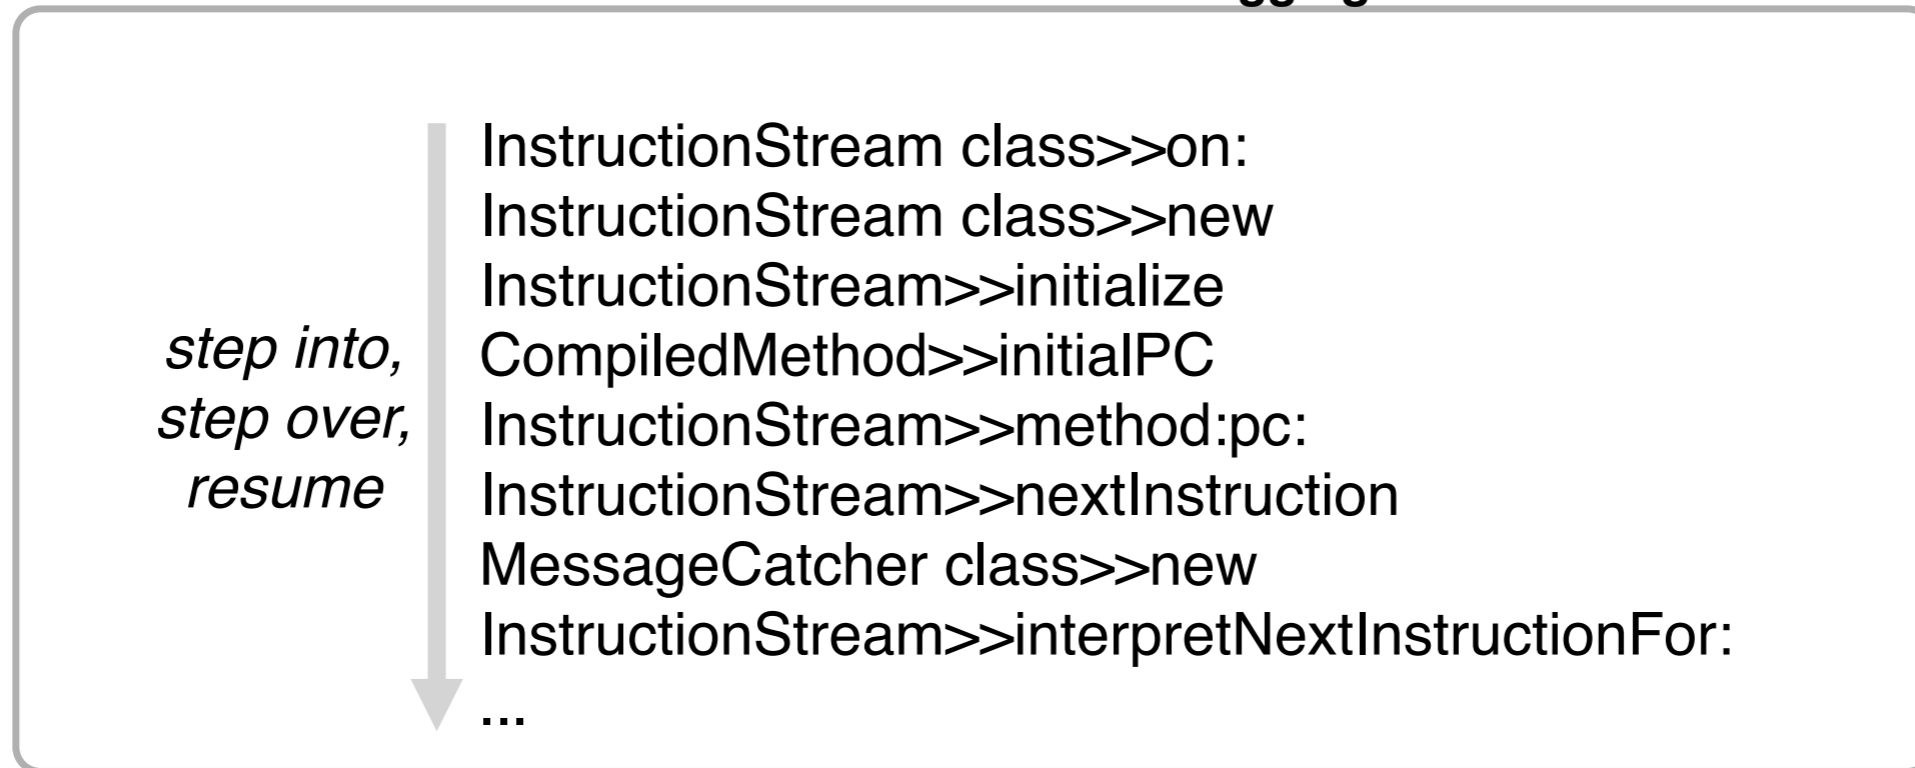 InstructionStream class>>on:
InstructionStream class>>new
InstructionStream>>initialize
CompiledMethod>>initialPC
InstructionStream>>method:pc:
InstructionStream>>nextInstruction
MessageCatcher class>>new
InstructionStream>>interpretNextInstructionFor:
...
step into,
step over,
resume